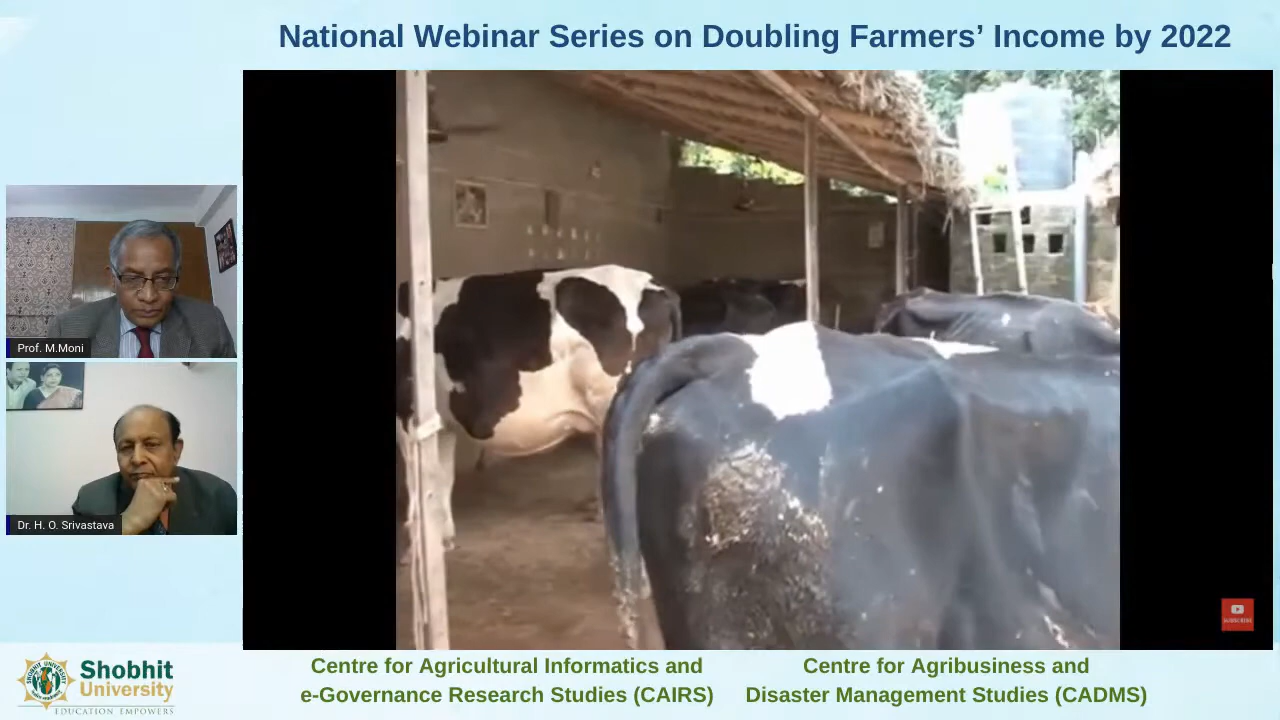 National Webinar Series on Doubling Farmers’ Income by 2022
Prof. M.Moni
Dr. H. O. Srivastava
SUBSCRIBE
Shobhit
University
EDUCATION EMPOWERS
Centre for Agricultural Informatics and
e-Governance Research Studies (CAIRS)
Centre for Agribusiness and
Disaster Management Studies (CADMS)